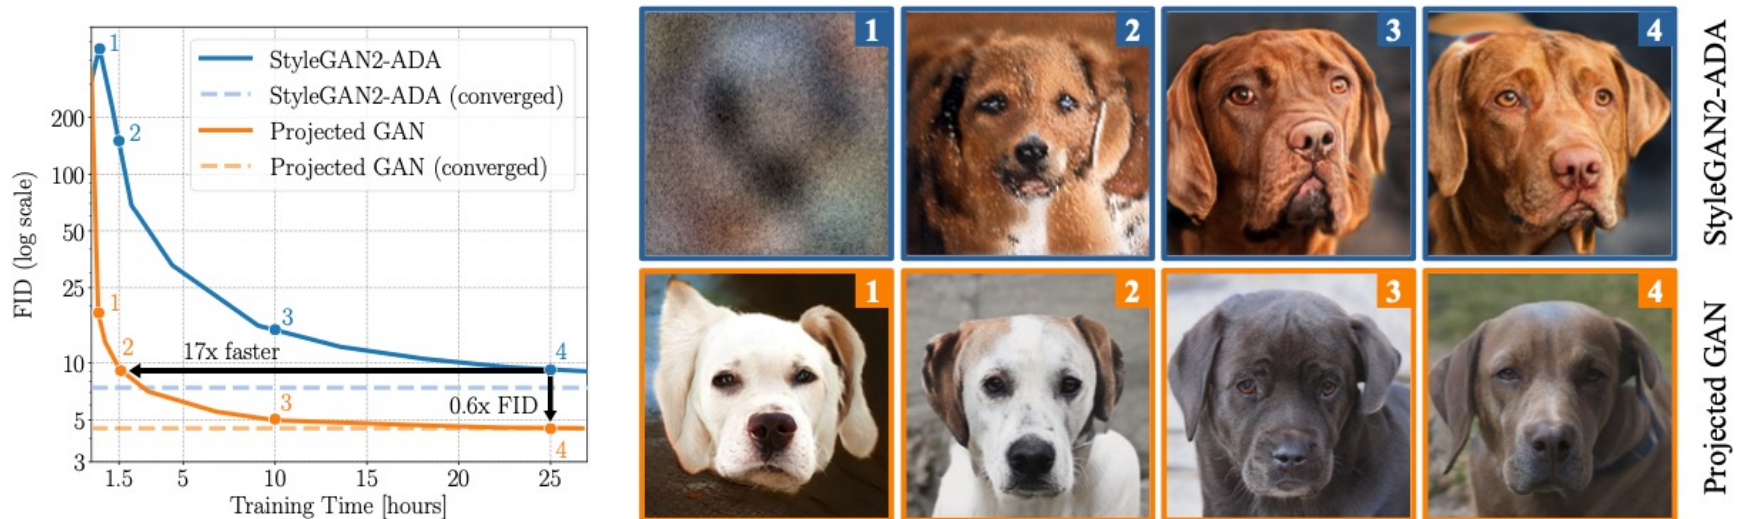 StyleGAN2-ADA
StyleGAN2-ADA (converged)
Projected GAN
Projected GAN (converged)
FID (log scale)
200
100
50
25
10
5
3
1
2
3
4
1
2
3
4
17x faster
0.6x FID
1.5 5 10 15 20 25
Training Time [hours]
1 2 3 4
StyleGAN2-ADA
1 2 3 4
Projected GAN